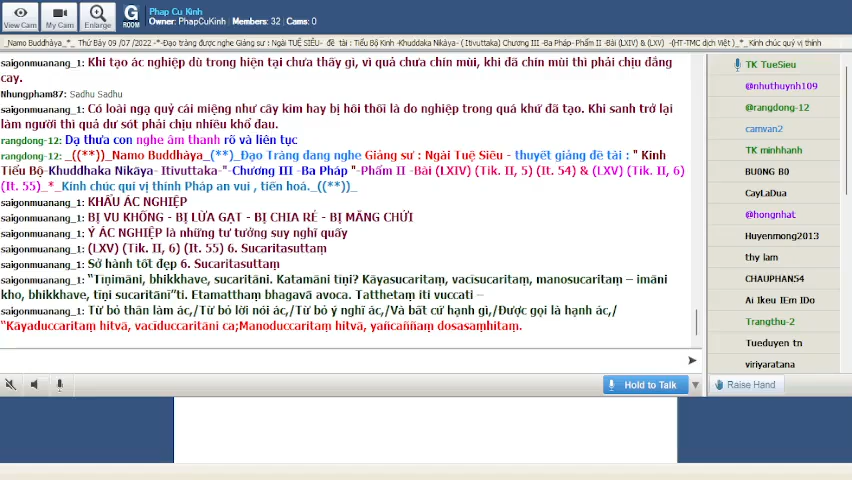 View Cam
My Cam
Enlarge
G
ROOM
Phap Cu Kinh
Owner: PhapCuKinh | Members: 32 | Cams: 0
_Namo Buddhàya_*_ Thứ Bảy 09 /07 /2022 -*-Đạo tràng được nghe Giảng sư : Ngài TUỆ SIÊU- đề tài : Tiểu Bộ Kinh -Khuddaka Nikàya- ( Itivuttaka) Chương III -Ba Pháp- Phẩm II -Bài (LXIV) & (LXV) -(HT-TMC dịch Việt )_*_Kính chúc quý vị thính
saigonmuanang_1: Khi tạo ác nghiệp dù trong hiện tại chưa thấy gì, vì quả chưa chín mùi, khi đã chín mùi thì phải chịu đắng
cay.
Nhungpham87: Sadhu Sadhu
saigonmuanang_1: Có loài ngạ quỷ cái miệng như cây kim hay bị hôi thối là do nghiệp trong quá khứ đã tạo. Khi sanh trở lại
làm người thì quả dư sót phải chịu nhiều khổ đau.
rangdong-12: Dạ thưa con nghe âm thanh rõ và liên tục
rangdong-12: _((**))_Namo Buddhàya_(**)_Đạo Tràng đang nghe Giảng sư : Ngài Tuệ Siêu - thuyết giảng đề tài : " Kinh
Tiểu Bộ-Khuddaka Nikàya- Itivuttaka-"-Chương III -Ba Pháp "-Phẩm II -Bài (LXIV) (Tik. II, 5) (It. 54) & (LXV) (Tik. II, 6)
(It. 55)_*_Kính chúc qúi vị thính Pháp an vui , tiến hoá._((**))_
saigonmuanang_1: KHẨU ÁC NGHIỆP
saigonmuanang_1: BỊ VU KHỐNG - BỊ LỪA GẠT - BỊ CHIA RẺ - BỊ MẮNG CHỬI
saigonmuanang_1: Ý ÁC NGHIỆP là những tư tưởng suy nghĩ quấy
saigonmuanang_1: (LXV) (Tik. II, 6) (It. 55) 6. Sucaritasuttaṃ
saigonmuanang_1: Sở hành tốt đẹp 6. Sucaritasuttaṃ
saigonmuanang_1: “Tīṇimāni, bhikkhave, sucaritāni. Katamāni tīṇi? Kāyasucaritaṃ, vacīsucaritaṃ, manosucaritaṃ – imāni
kho, bhikkhave, tīṇi sucaritānī”ti. Etamatthaṃ bhagavā avoca. Tatthetaṃ iti vuccati –
saigonmuanang_1: Từ bỏ thân làm ác,/Từ bỏ lời nói ác,/Từ bỏ ý nghĩ ác,/Và bất cứ hạnh gì,/Được gọi là hạnh ác,/
“Kāyaduccaritaṃ hitvā, vacīduccaritāni ca;Manoduccaritaṃ hitvā, yañcaññaṃ dosasaṃhitaṃ.
Hold to Talk
TK TueSieu
@nhuthuynh109
@rangdong-12
camvan2
TK minhhanh
BU0NG B0
CayLaDua
@hongnhat
Huyenmong2013
thy lam
CHAUPHAN54
Ai Ikeu IEm IDo
Trangthu-2
Tueduyen tn
viriyaratana
Raise Hand